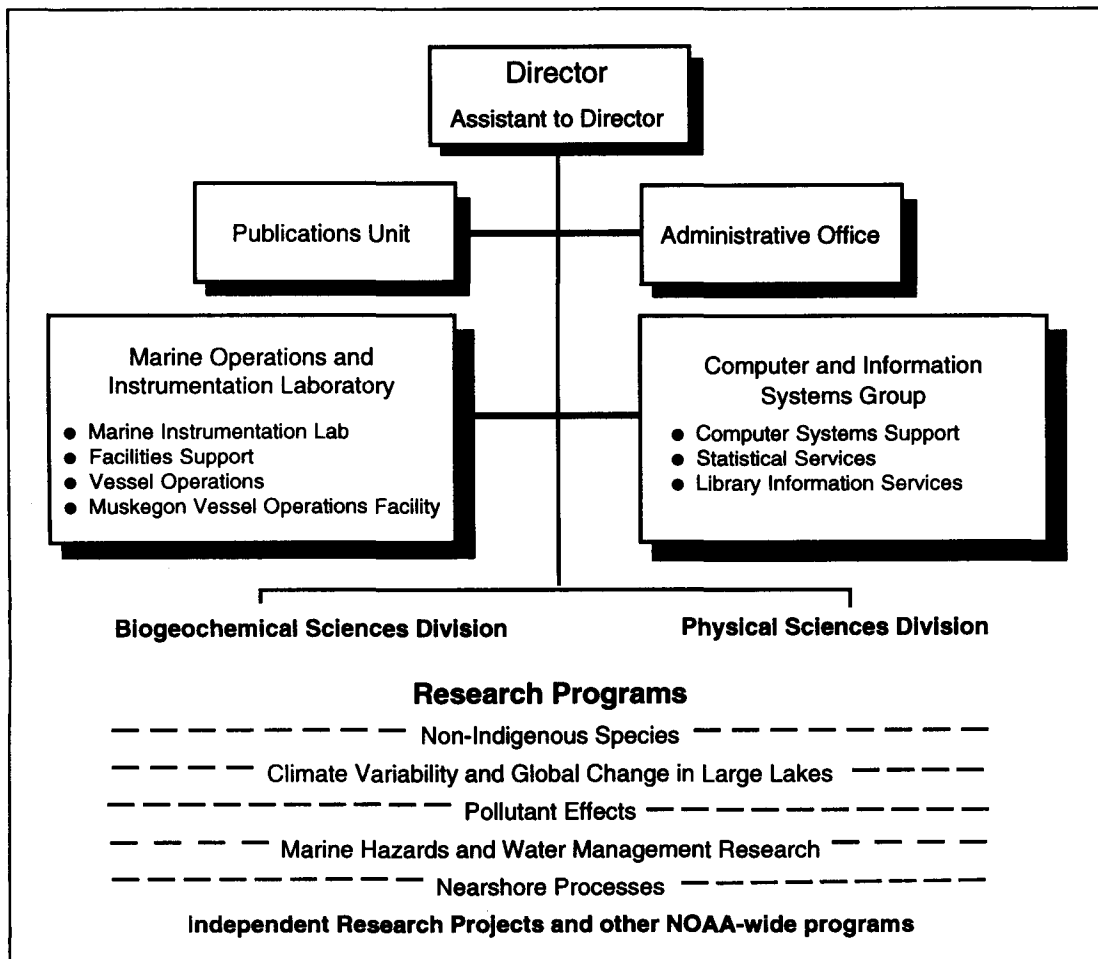 Director
Assistant to Director
Publications Unit
Administrative Office
Marine Operations and
Instrumentation Laboratory
● Marine Instrumentation Lab
● Facilities Support
● Vessel Operations
● Muskegon Vessel Operations Facility
Computer and Information
Systems Group
● Computer Systems Support
● Statistical Services
● Library Information Services
Biogeochemical Sciences Division
Physical Sciences Division
Research Programs
Non-Indigenous Species
Climate Variability and Global Change in Large Lakes
Pollutant Effects
Marine Hazards and Water Management Research
Nearshore Processes
Independent Research Projects and other NOAA-wide programs